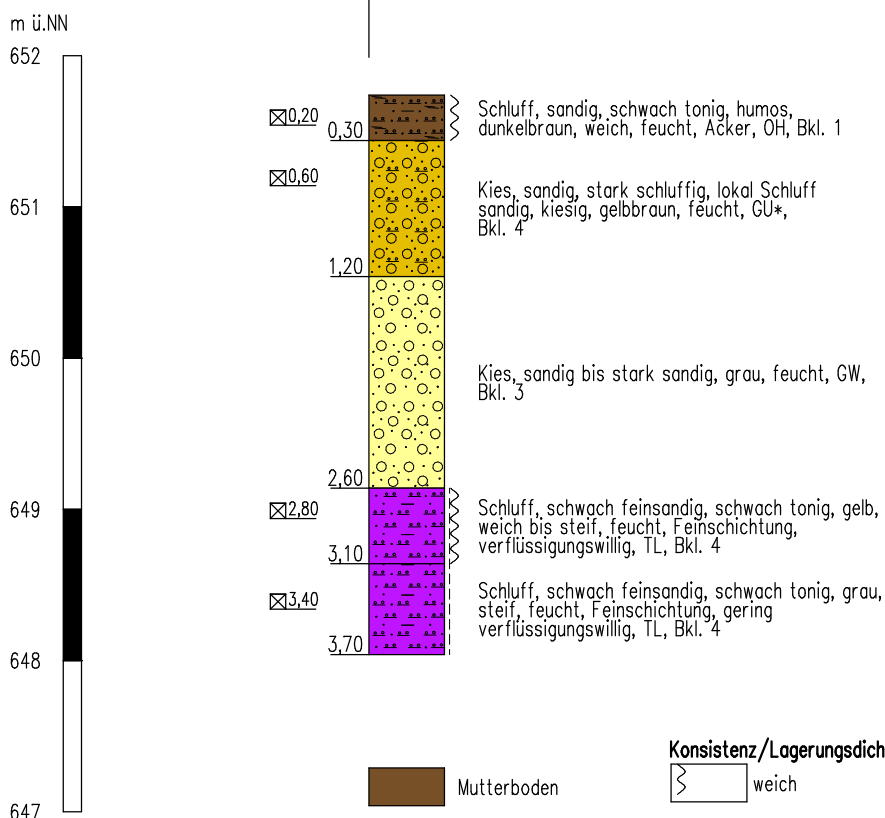 m ü.NN
652
0,20
0,30
Schluff, sandig, schwach tonig, humos,
dunkelbraun, weich, feucht, Acker, OH, Bkl. 1
0,60
651
Kies, sandig, stark schluffig, lokal Schluff
sandig, kiesig, gelbbraun, feucht, GU*,
Bkl. 4
1,20
650
Kies, sandig bis stark sandig, grau, feucht, GW,
Bkl. 3
2,60
649
2,80
Schluff, schwach feinsandig, schwach tonig, gelb,
weich bis steif, feucht, Feinschichtung,
verflüssigungswillig, TL, Bkl. 4
3,10
3,40
Schluff, schwach feinsandig, schwach tonig, grau,
steif, feucht, Feinschichtung, gering
verflüssigungswillig, TL, Bkl. 4
3,70
648
Konsistenz/Lagerungsdich
Mutterboden
weich
647